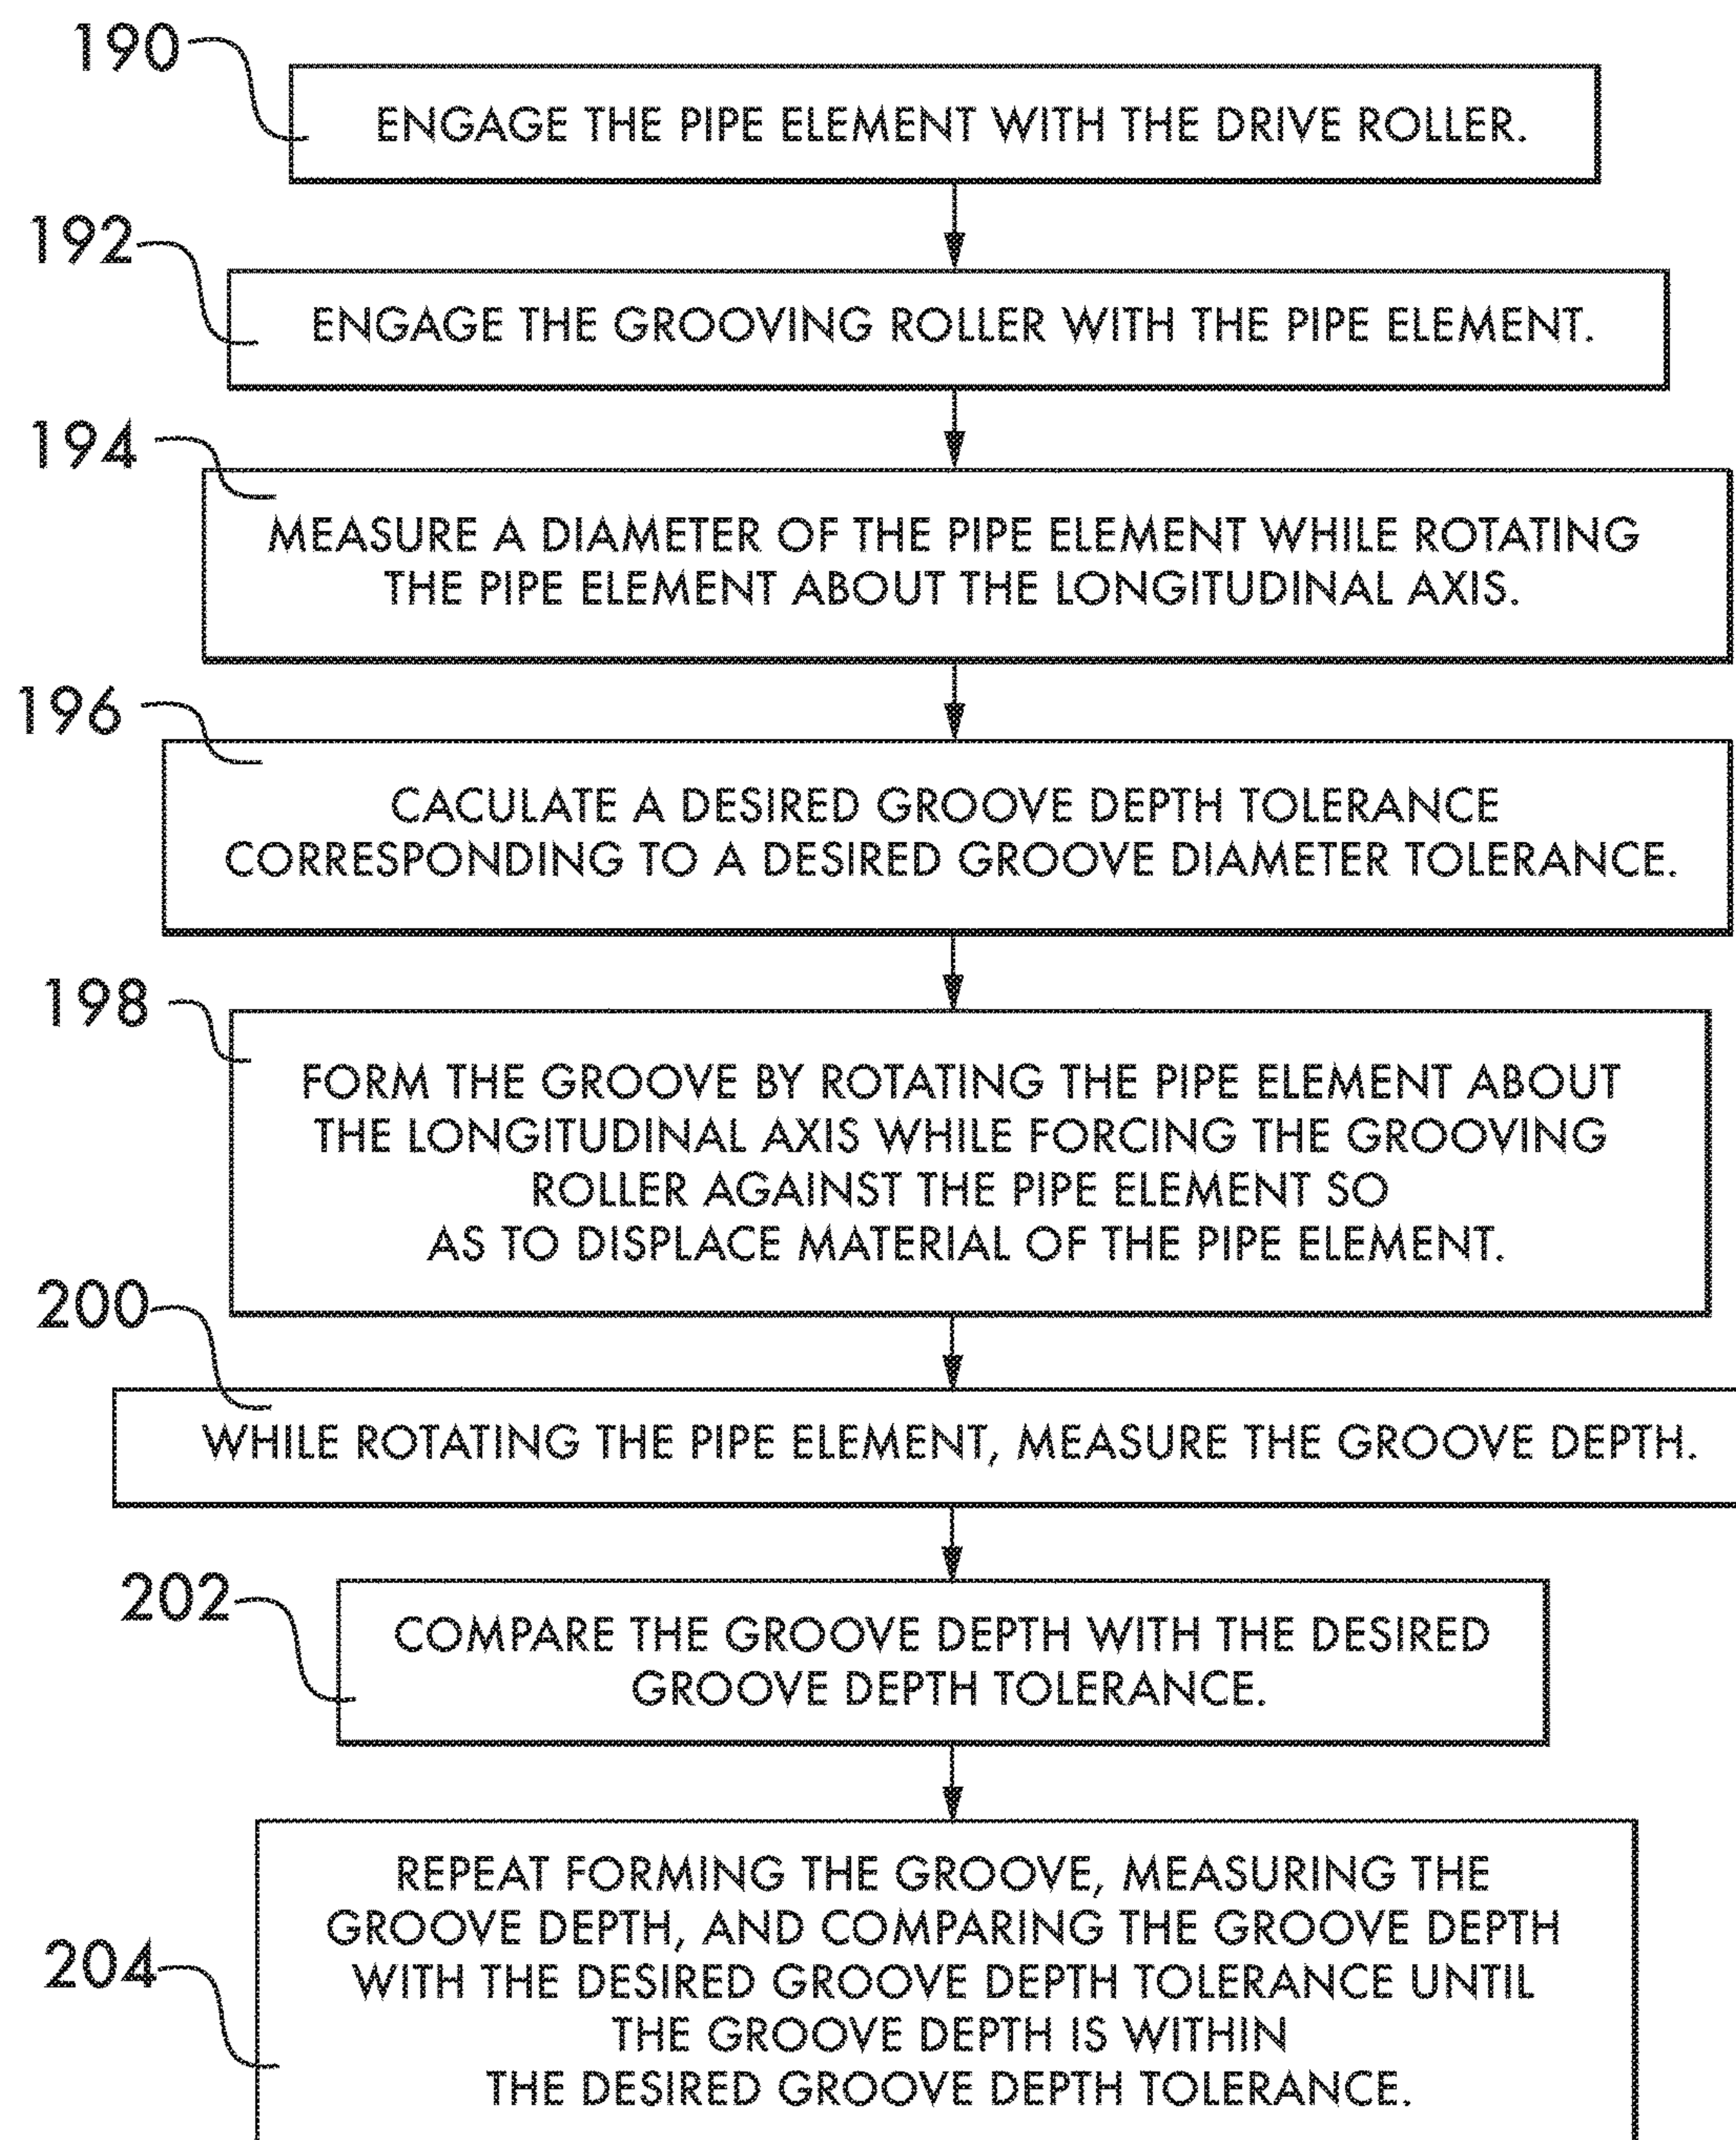 190
ENGAGE THE PIPE ELEMENT WITH THE DRIVE ROLLER.
192
ENGAGE THE GROOVING ROLLER WITH THE PIPE ELEMENT.
194
MEASURE A DIAMETER OF THE PIPE ELEMENT WHILE ROTATING
THE PIPE ELEMENT ABOUT THE LONGITUDINAL AXIS.
196
CACULATE A DESIRED GROOVE DEPTH TOLERANCE
CORRESPONDING TO A DESIRED GROOVE DIAMETER TOLERANCE.
198
FORM THE GROOVE BY ROTATING THE PIPE ELEMENT ABOUT
THE LONGITUDINAL AXIS WHILE FORCING THE GROOVING
ROLLER AGAINST THE PIPE ELEMENT SO
AS TO DISPLACE MATERIAL OF THE PIPE ELEMENT.
200
WHILE ROTATING THE PIPE ELEMENT, MEASURE THE GROOVE DEPTH.
202
COMPARE THE GROOVE DEPTH WITH THE DESIRED
GROOVE DEPTH TOLERANCE.
204
REPEAT FORMING THE GROOVE, MEASURING THE
GROOVE DEPTH, AND COMPARING THE GROOVE DEPTH
WITH THE DESIRED GROOVE DEPTH TOLERANCE UNTIL
THE GROOVE DEPTH IS WITHIN
THE DESIRED GROOVE DEPTH TOLERANCE.